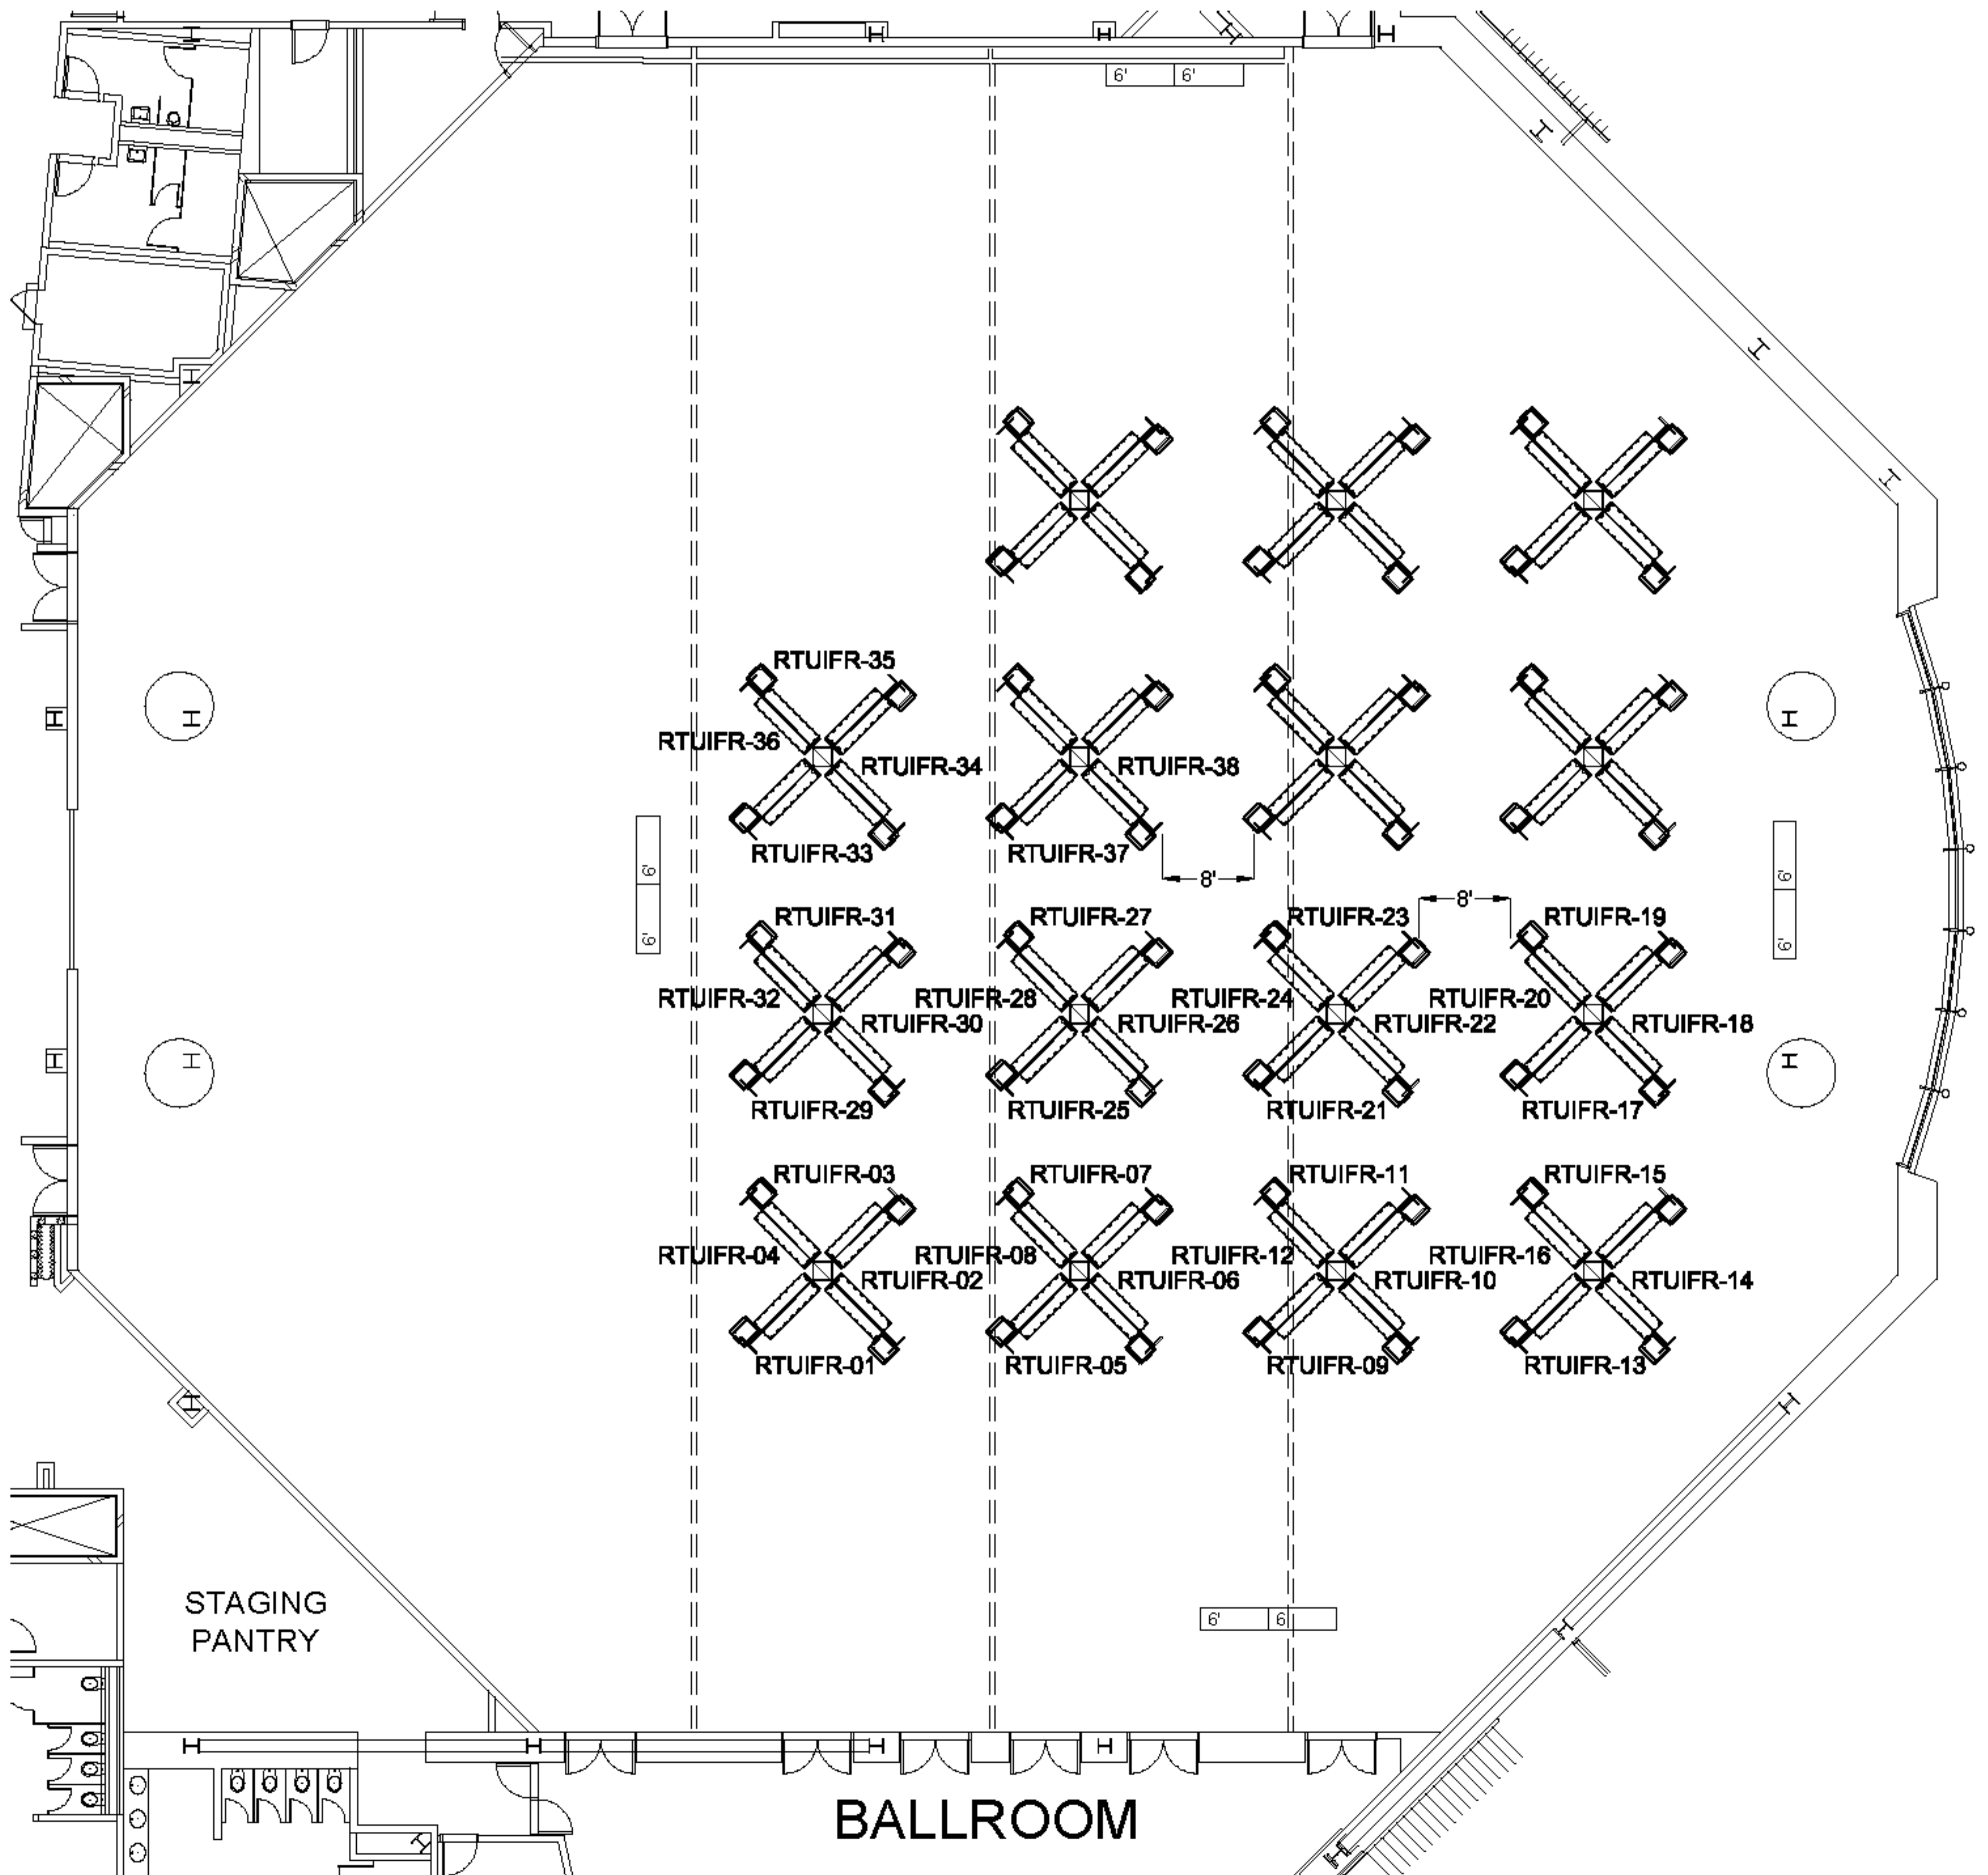 6' 6'
RTUIFR-35
RTUIFR-36
RTUIFR-34 RTUIFR-38
RTUIFR-33 RTUIFR-37
6'
6'
8'
8'
6'
6'
RTUIFR-31 RTUIFR-27 RTUIFR-23 RTUIFR-19
RTUIFR-32 RTUIFR-28 RTUIFR-24 RTUIFR-20
RTUIFR-30 RTUIFR-26 RTUIFR-22 RTUIFR-18
RTUIFR-29 RTUIFR-25 RTUIFR-21 RTUIFR-17
RTUIFR-03 RTUIFR-07 RTUIFR-11 RTUIFR-15
RTUIFR-04 RTUIFR-08 RTUIFR-12 RTUIFR-16
RTUIFR-02 RTUIFR-06 RTUIFR-10 RTUIFR-14
RTUIFR-01 RTUIFR-05 RTUIFR-09 RTUIFR-13
STAGING
PANTRY
6' 6'
BALLROOM